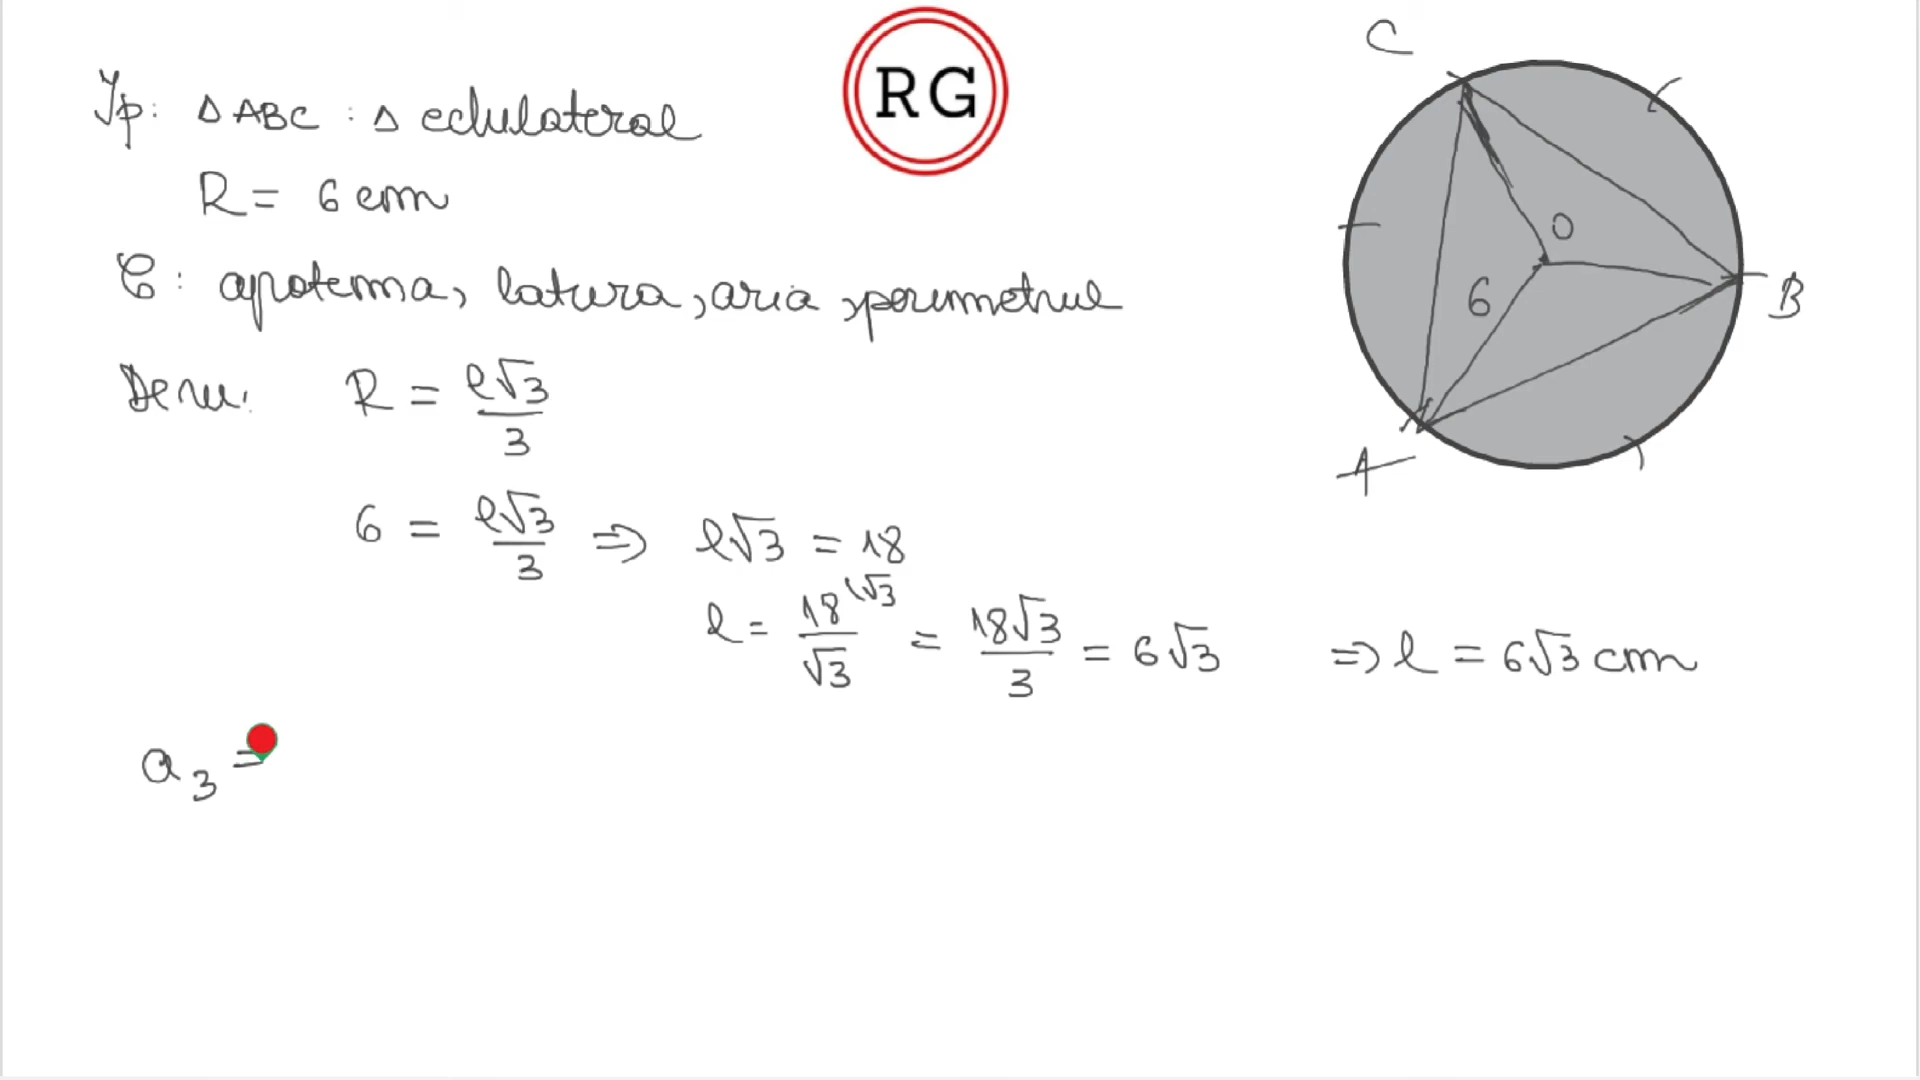 RG
Ip: Δ ABC : Δ echilateral
R = 6 cm
C: apotema, latura, aria, perimetrul
Dem:
R = l√3/3
6 = l√3/3 => l√3 = 18
l = 18/√3 (√3 = 18√3/3 = 6√3 => l = 6√3 cm
a₃ =
C
O
6
B
A